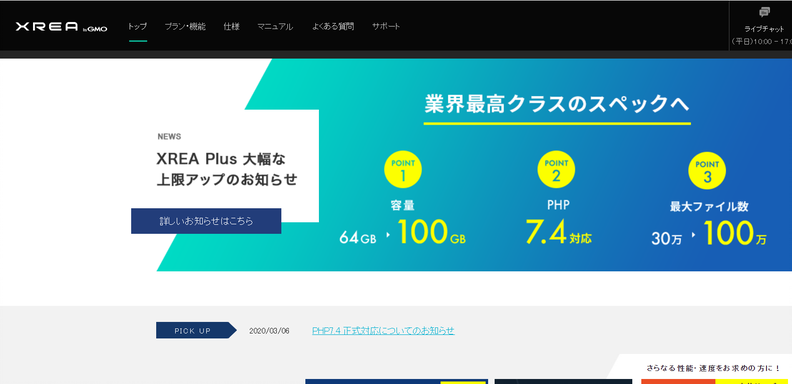 XREA by GMO
トップ
プラン・機能
仕様
マニュアル
よくある質問
サポート
ライブチャット
(平日)10:00 - 17:0
業界最高クラスのスペックへ
NEWS
XREA Plus 大幅な
上限アップのお知らせ
詳しいお知らせはこちら
POINT
1
容量
64GB
100GB
POINT
2
PHP
7.4対応
POINT
3
最大ファイル数
30万
100万
PICK UP
2020/03/06
PHP7.4 正式対応についてのお知らせ
さらなる性能・速度をお求めの方に!